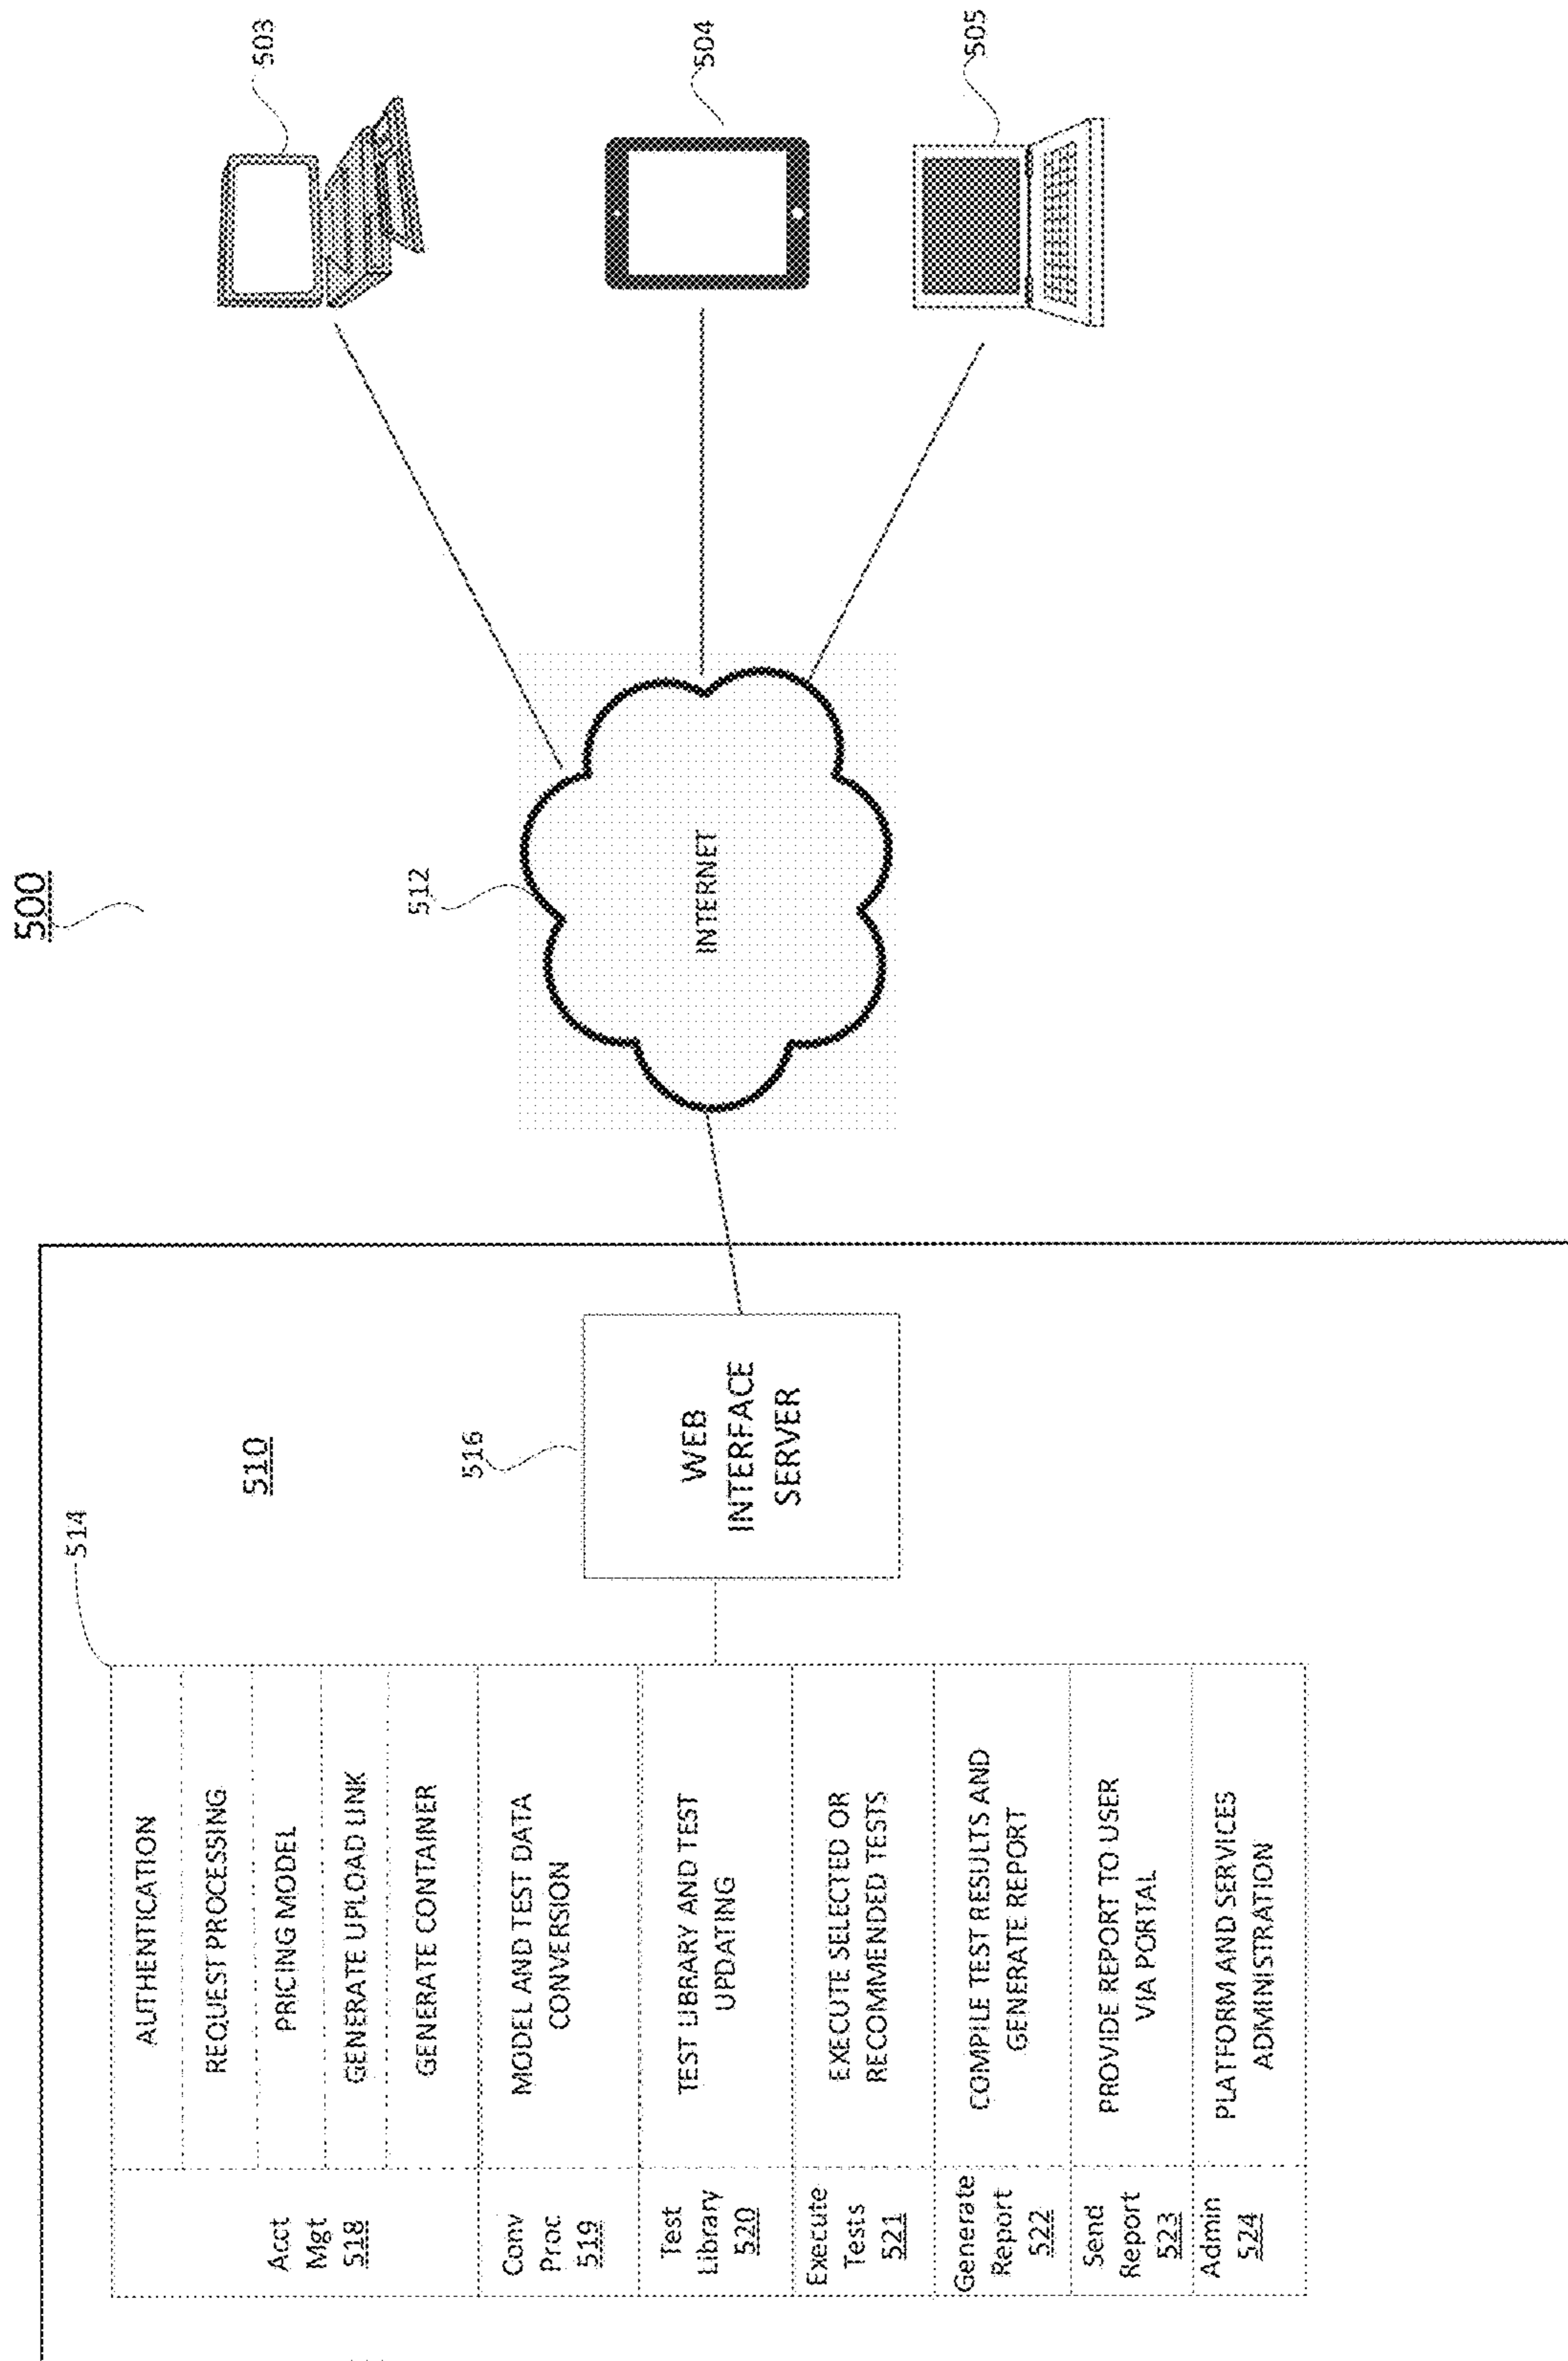 500
514
510
Acct
Mgt
518
AUTHENTICATION
REQUEST PROCESSING
PRICING MODEL
GENERATE UPLOAD LINK
GENERATE CONTAINER
Conv
Proc
519
MODEL AND TEST DATA
CONVERSION
Test
Library
520
TEST LIBRARY AND TEST
UPDATING
Execute
Tests
521
EXECUTE SELECTED OR
RECOMMENDED TESTS
Generate
Report
522
COMPILE TEST RESULTS AND
GENERATE REPORT
Send
Report
523
PROVIDE REPORT TO USER
VIA PORTAL
Admin
524
PLATFORM AND SERVICES
ADMINISTRATION
516
WEB
INTERFACE
SERVER
512
INTERNET
503
504
505